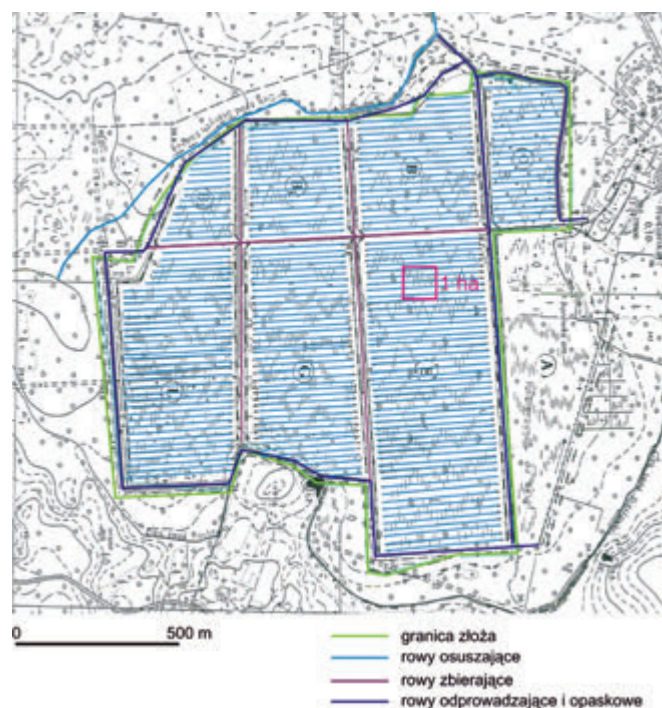 B
1 ha
A
0 500 m
granica złoża
rowy osuszające
rowy zbierające
rowy odprowadzające i opaskowe